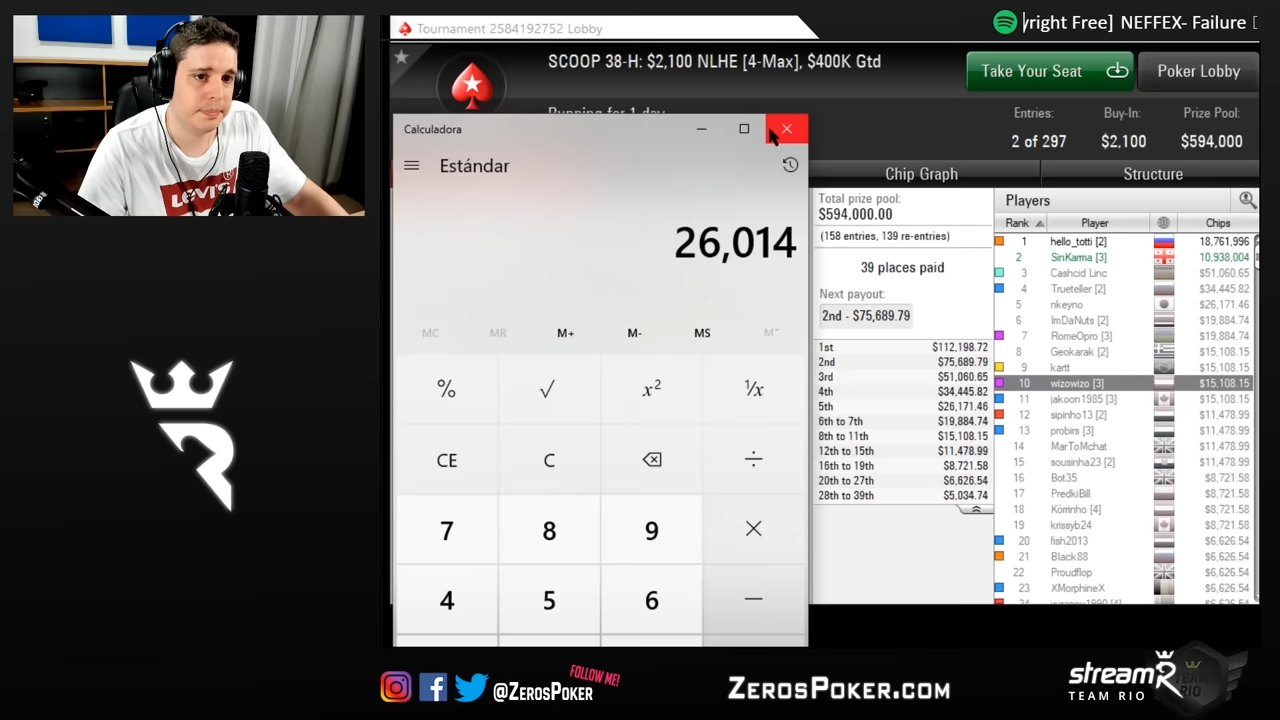 right Free] NEFFEX- Failure
Tournament 2584192752 Lobby
SCOOP 38-H: $2,100 NLHE [4-Max], $400K Gtd
Take Your Seat
Poker Lobby
Running for 1 day
Entries:
Buy-In:
Prize Pool:
2 of 297
$2,100
$594,000
Chip Graph
Structure
Calculadora
Estándar
26,014
MC
MR
M+
M-
MS
%
√
x²
¹/x
CE
C
÷
7
8
9
×
4
5
6
−
Total prize pool:
$594,000.00
(158 entries, 139 re-entries)
39 places paid
Next payout:
2nd - $75,689.79
1st $112,198.72
2nd $75,689.79
3rd $51,060.65
4th $34,445.82
5th $26,171.46
6th to 7th $19,884.74
8th to 11th $15,108.15
12th to 15th $11,478.99
16th to 19th $8,721.58
20th to 27th $6,626.54
28th to 39th $5,034.74
Players
Rank Player Chips
1 hello_totti [2] 18,761,996
2 SinKarma [3] 10,938,004
3 Cashcid Linc $51,060.65
4 Trueteller [2] $34,445.82
5 nkeyno $26,171.46
6 ImDaNuts [2] $19,884.74
7 RomeOpro [3] $19,884.74
8 Geokarak [2] $15,108.15
9 kartt $15,108.15
10 wizowizo [3] $15,108.15
11 jakoon1985 [3] $15,108.15
12 sipinho13 [2] $11,478.99
13 probirs [3] $11,478.99
14 MarToMchat $11,478.99
15 sousinha23 [2] $11,478.99
16 Bot35 $8,721.58
17 PredkiBill $8,721.58
18 Körrinho [4] $8,721.58
19 krissyb24 $8,721.58
20 fish2013 $6,626.54
21 Black88 $6,626.54
22 Proudflop $6,626.54
23 XMorphineX $6,626.54
LEVI'S
FOLLOW ME!
@ZerosPoker
ZerosPoker.com
streamR
TEAM RIO